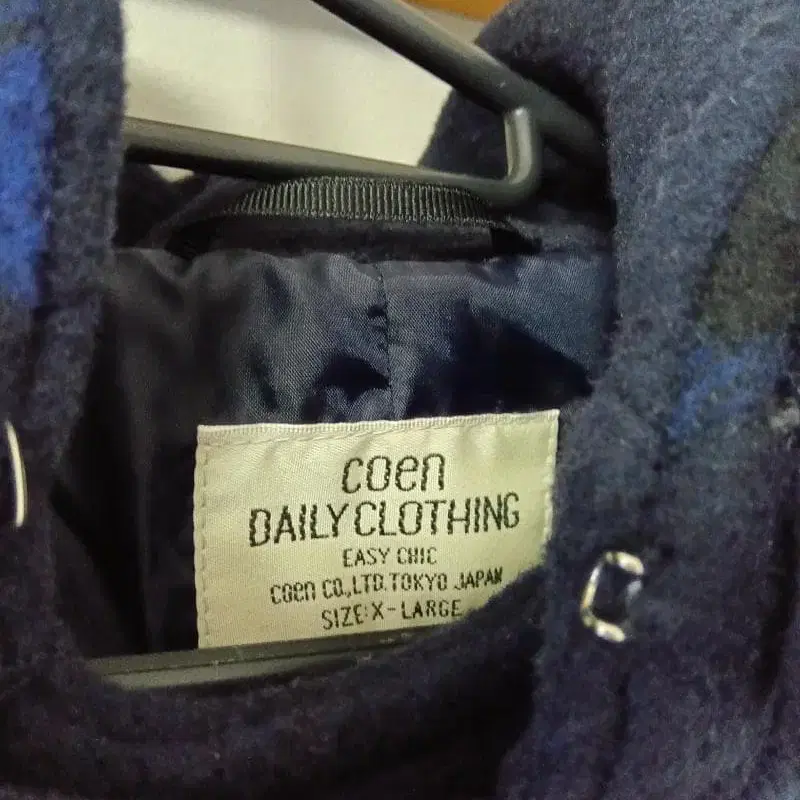 coen
DAILY CLOTHING
EASY CHIC
coen CO.,LTD.TOKYO JAPAN
SIZE:X-LARGE